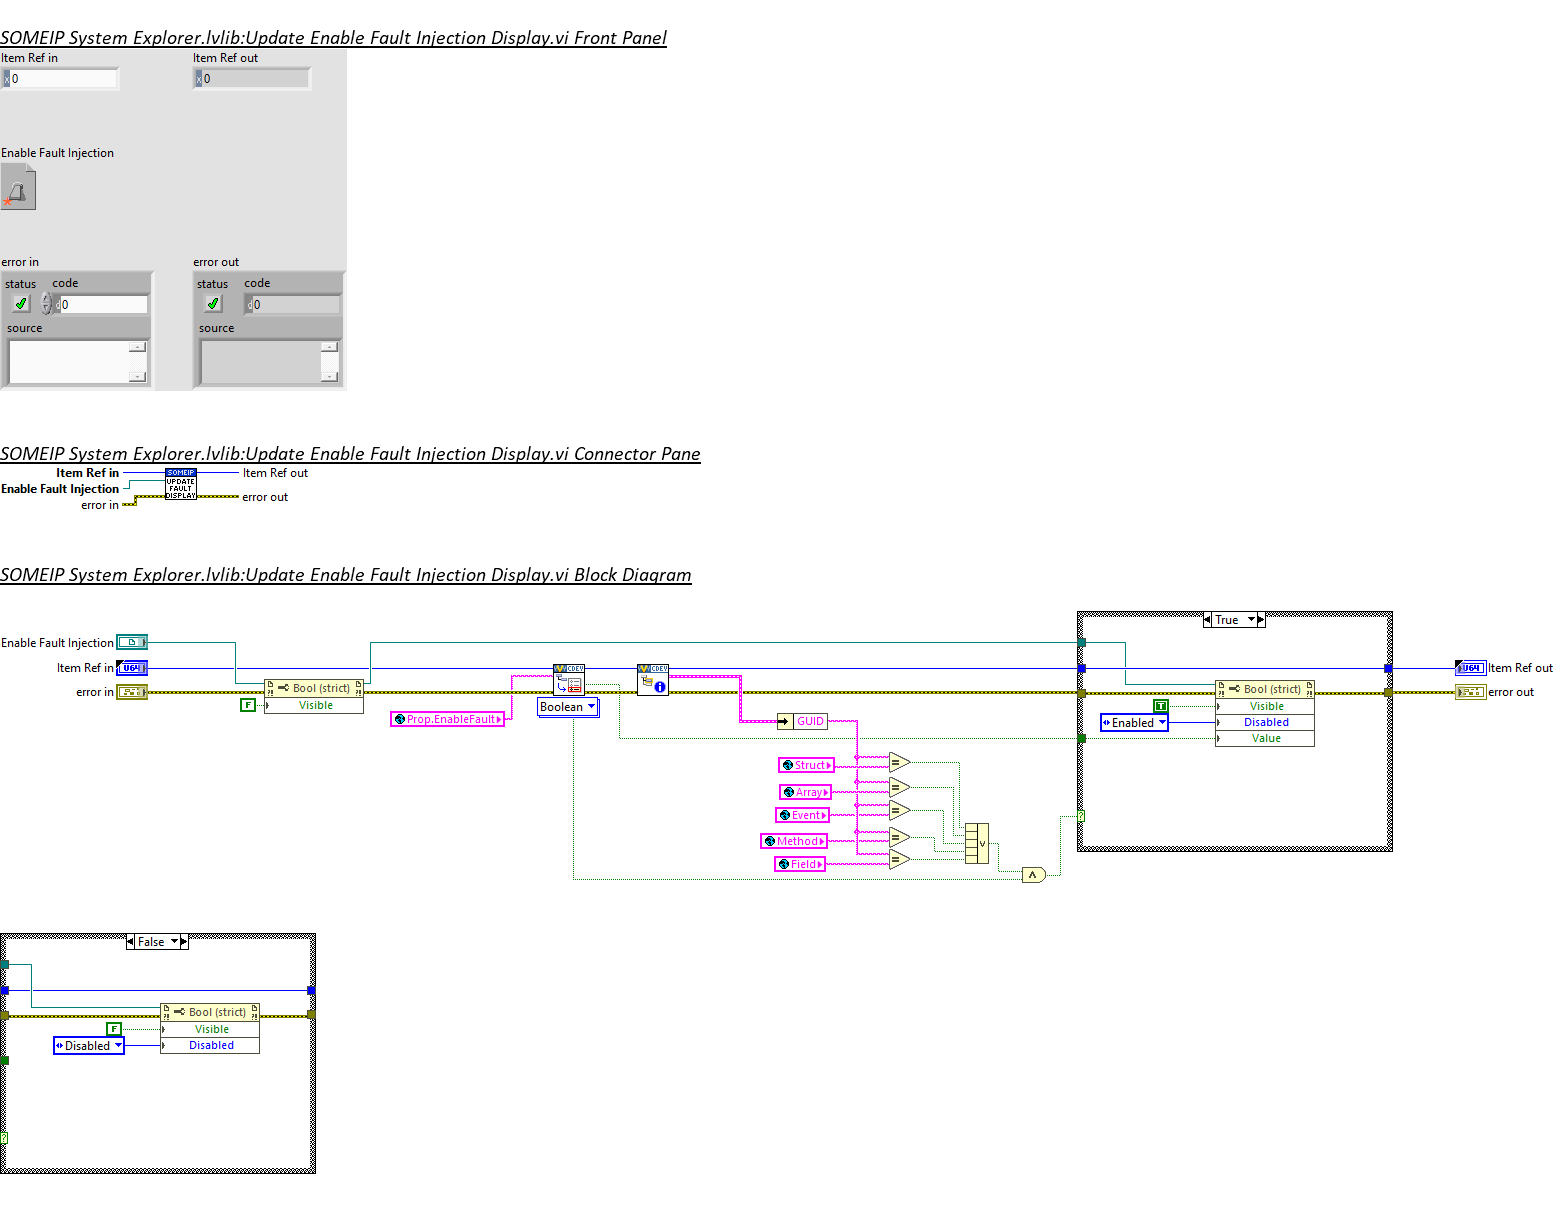 SOMEIP System Explorer.lvlib:Update Enable Fault Injection Display.vi Front Panel
Item Ref in
Item Ref out
x 0
x 0
Enable Fault Injection
error in
error out
status
code
status
code
d 0
d 0
source
source
SOMEIP System Explorer.lvlib:Update Enable Fault Injection Display.vi Connector Pane
Item Ref in
SOMEIP
UPDATE
FAULT
DISPLAY
Item Ref out
Enable Fault Injection
error in
error out
SOMEIP System Explorer.lvlib:Update Enable Fault Injection Display.vi Block Diagram
True
Enable Fault Injection
Item Ref in
U64
CDEV
CDEV
U64
Item Ref out
error in
error out
Bool (strict)
F
Visible
Prop.EnableFault
Boolean
GUID
Bool (strict)
T
Visible
Enabled
Disabled
Value
Struct
=
Array
=
Event
=
Method
=
Field
=
V
Λ
?
False
Bool (strict)
F
Visible
Disabled
Disabled
?